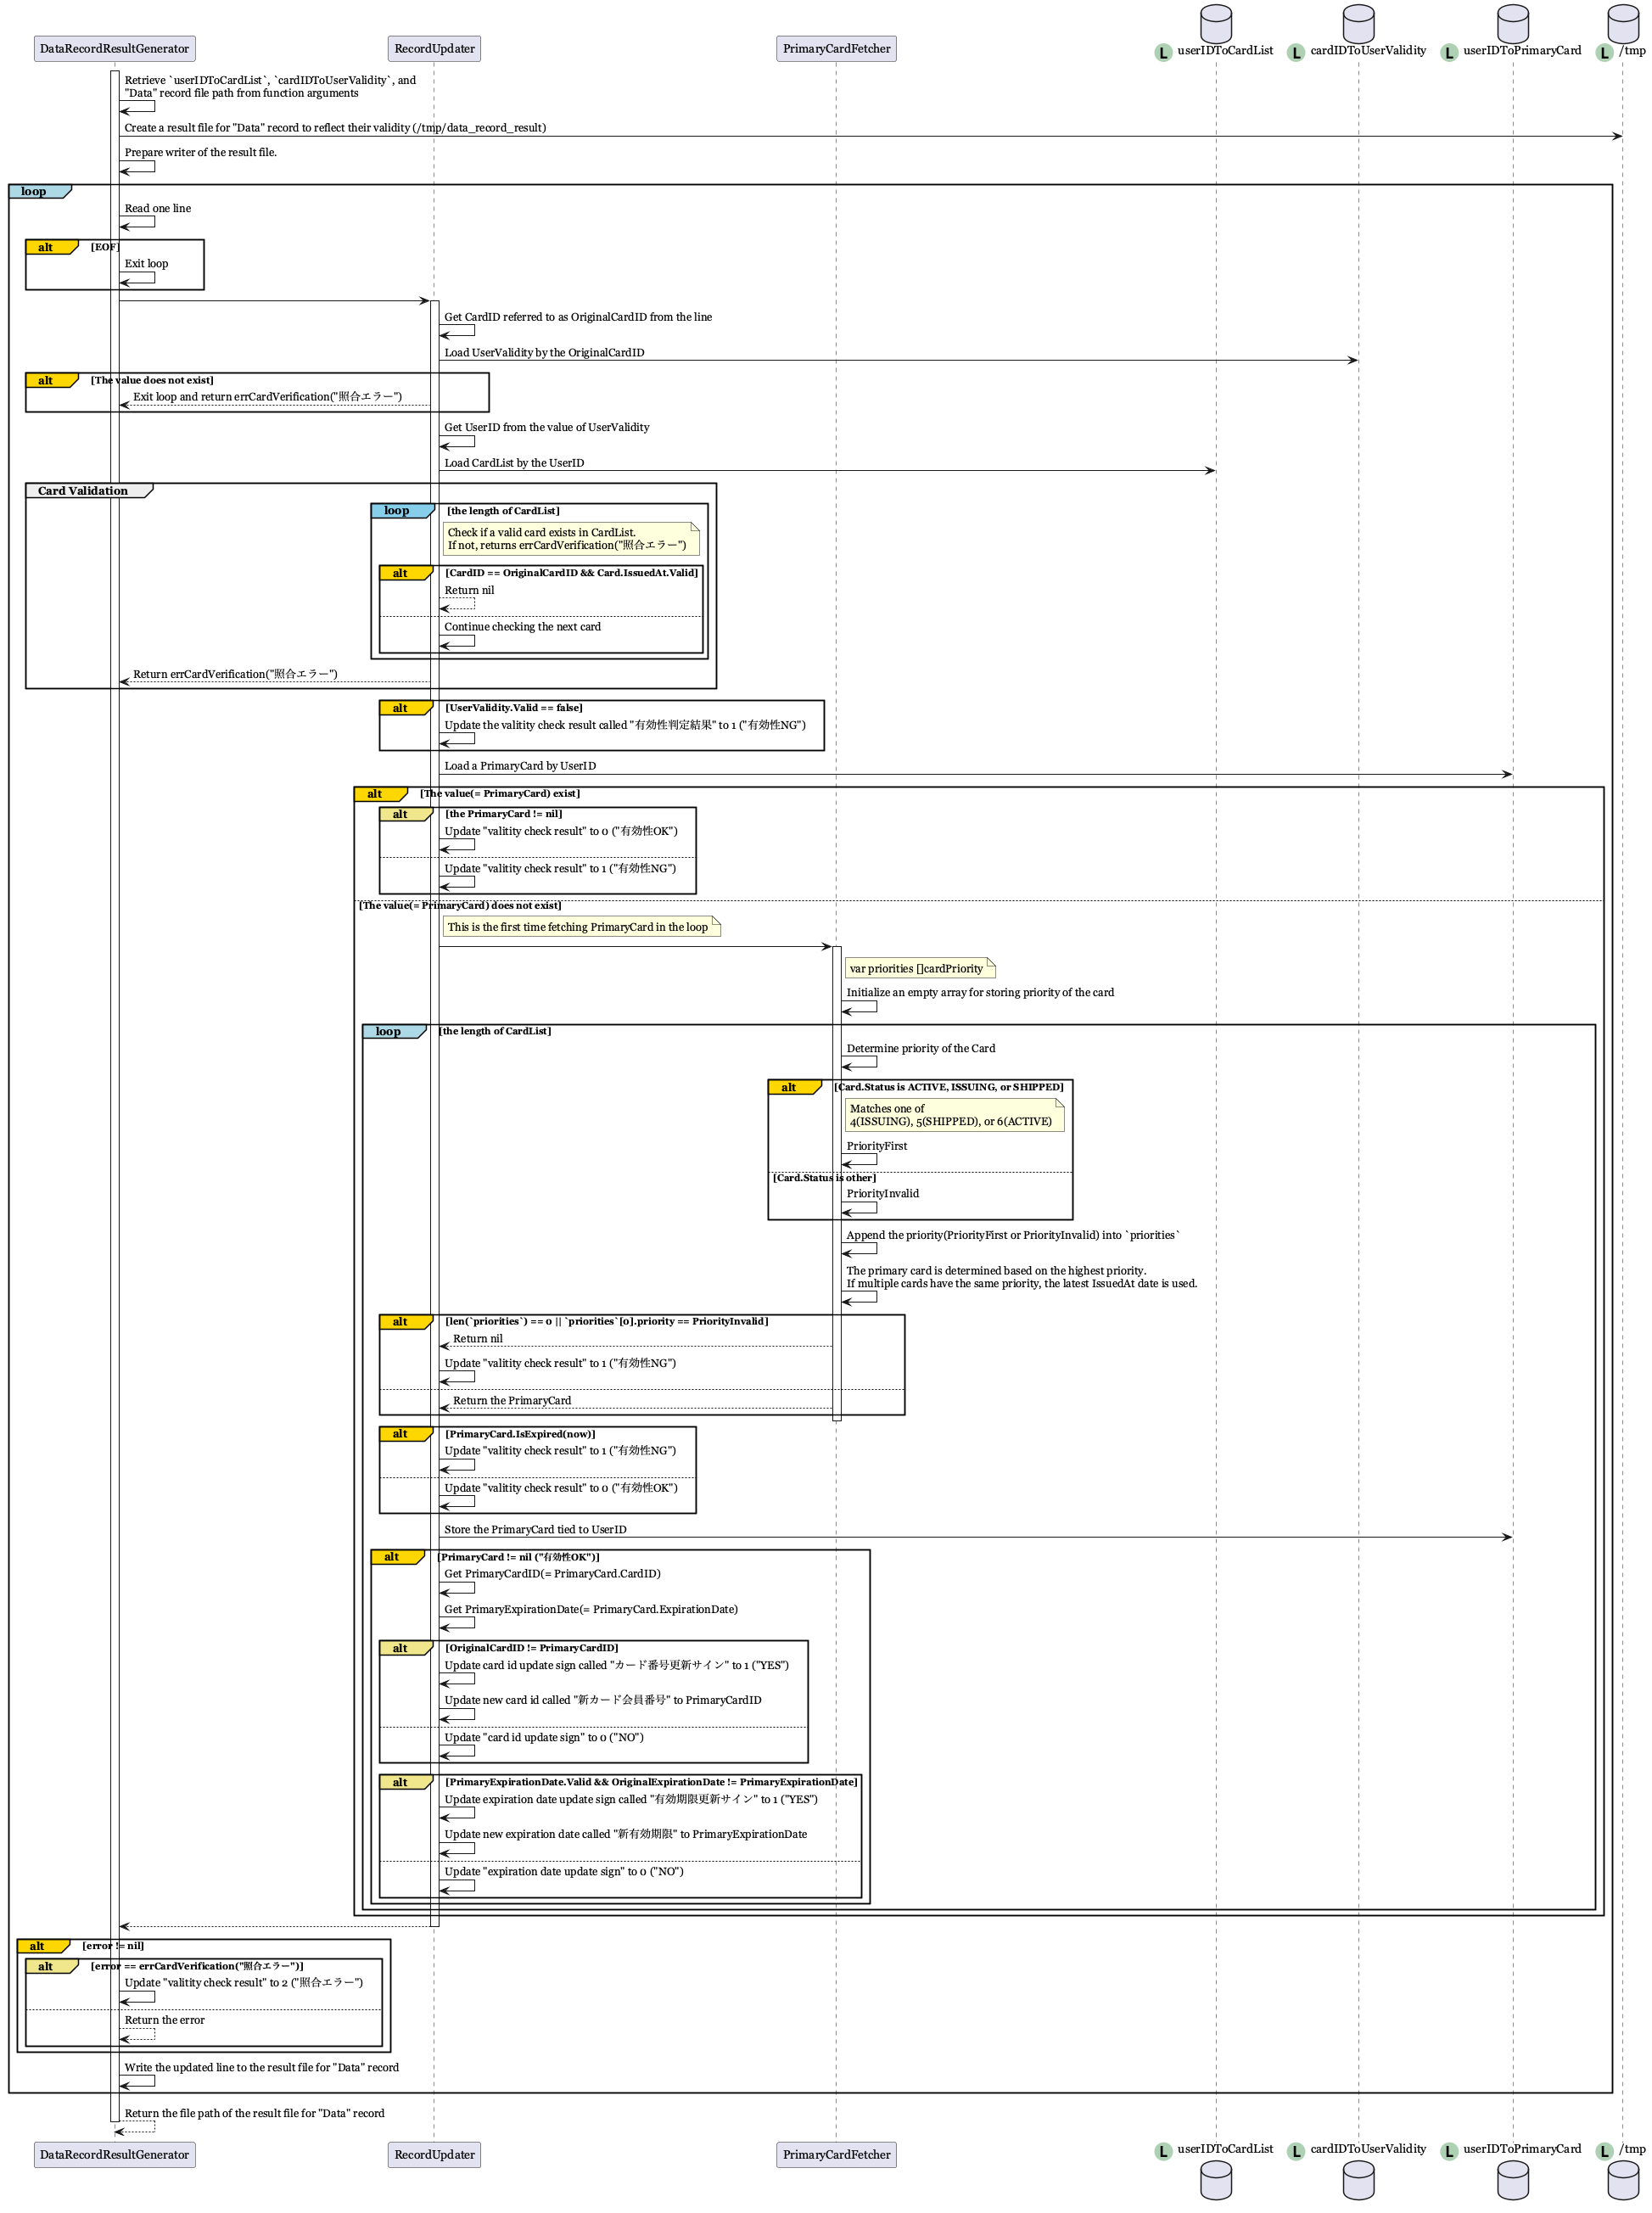 DataRecordResultGenerator
RecordUpdater
PrimaryCardFetcher
L userIDToCardList
L cardIDToUserValidity
L userIDToPrimaryCard
L /tmp
Retrieve `userIDToCardList`, `cardIDToUserValidity`, and
"Data" record file path from function arguments
Create a result file for "Data" record to reflect their validity (/tmp/data_record_result)
Prepare writer of the result file.
loop
Read one line
alt [EOF]
Exit loop
Get CardID referred to as OriginalCardID from the line
Load UserValidity by the OriginalCardID
alt [The value does not exist]
Exit loop and return errCardVerification("照合エラー")
Get UserID from the value of UserValidity
Load CardList by the UserID
Card Validation
loop [the length of CardList]
Check if a valid card exists in CardList.
If not, returns errCardVerification("照合エラー")
alt [CardID == OriginalCardID && Card.IssuedAt.Valid]
Return nil
Continue checking the next card
Return errCardVerification("照合エラー")
alt [UserValidity.Valid == false]
Update the valitity check result called "有効性判定結果" to 1 ("有効性NG")
Load a PrimaryCard by UserID
alt [The value(= PrimaryCard) exist]
alt [the PrimaryCard != nil]
Update "valitity check result" to 0 ("有効性OK")
Update "valitity check result" to 1 ("有効性NG")
[The value(= PrimaryCard) does not exist]
This is the first time fetching PrimaryCard in the loop
var priorities []cardPriority
Initialize an empty array for storing priority of the card
loop [the length of CardList]
Determine priority of the Card
alt [Card.Status is ACTIVE, ISSUING, or SHIPPED]
Matches one of
4(ISSUING), 5(SHIPPED), or 6(ACTIVE)
PriorityFirst
[Card.Status is other]
PriorityInvalid
Append the priority(PriorityFirst or PriorityInvalid) into `priorities`
The primary card is determined based on the highest priority.
If multiple cards have the same priority, the latest IssuedAt date is used.
alt [len(`priorities`) == 0 || `priorities`[0].priority == PriorityInvalid]
Return nil
Update "valitity check result" to 1 ("有効性NG")
Return the PrimaryCard
alt [PrimaryCard.IsExpired(now)]
Update "valitity check result" to 1 ("有効性NG")
Update "valitity check result" to 0 ("有効性OK")
Store the PrimaryCard tied to UserID
alt [PrimaryCard != nil ("有効性OK")]
Get PrimaryCardID(= PrimaryCard.CardID)
Get PrimaryExpirationDate(= PrimaryCard.ExpirationDate)
alt [OriginalCardID != PrimaryCardID]
Update card id update sign called "カード番号更新サイン" to 1 ("YES")
Update new card id called "新カード会員番号" to PrimaryCardID
Update "card id update sign" to 0 ("NO")
alt [PrimaryExpirationDate.Valid && OriginalExpirationDate != PrimaryExpirationDate]
Update expiration date update sign called "有効期限更新サイン" to 1 ("YES")
Update new expiration date called "新有効期限" to PrimaryExpirationDate
Update "expiration date update sign" to 0 ("NO")
alt [error != nil]
alt [error == errCardVerification("照合エラー")]
Update "valitity check result" to 2 ("照合エラー")
Return the error
Write the updated line to the result file for "Data" record
Return the file path of the result file for "Data" record
DataRecordResultGenerator
RecordUpdater
PrimaryCardFetcher
L userIDToCardList
L cardIDToUserValidity
L userIDToPrimaryCard
L /tmp